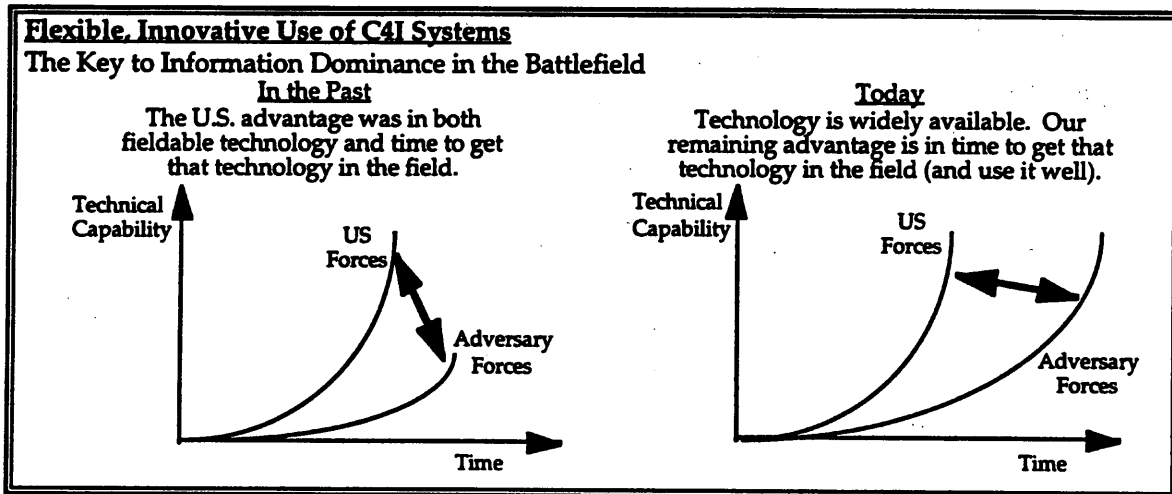 Flexible, Innovative Use of C4I Systems
The Key to Information Dominance in the Battlefield
In the Past
The U.S. advantage was in both
fieldable technology and time to get
that technology in the field.
Technical
Capability
US
Forces
Adversary
Forces
Time
Today
Technology is widely available. Our
remaining advantage is in time to get that
technology in the field (and use it well).
Technical
Capability
US
Forces
Adversary
Forces
Time